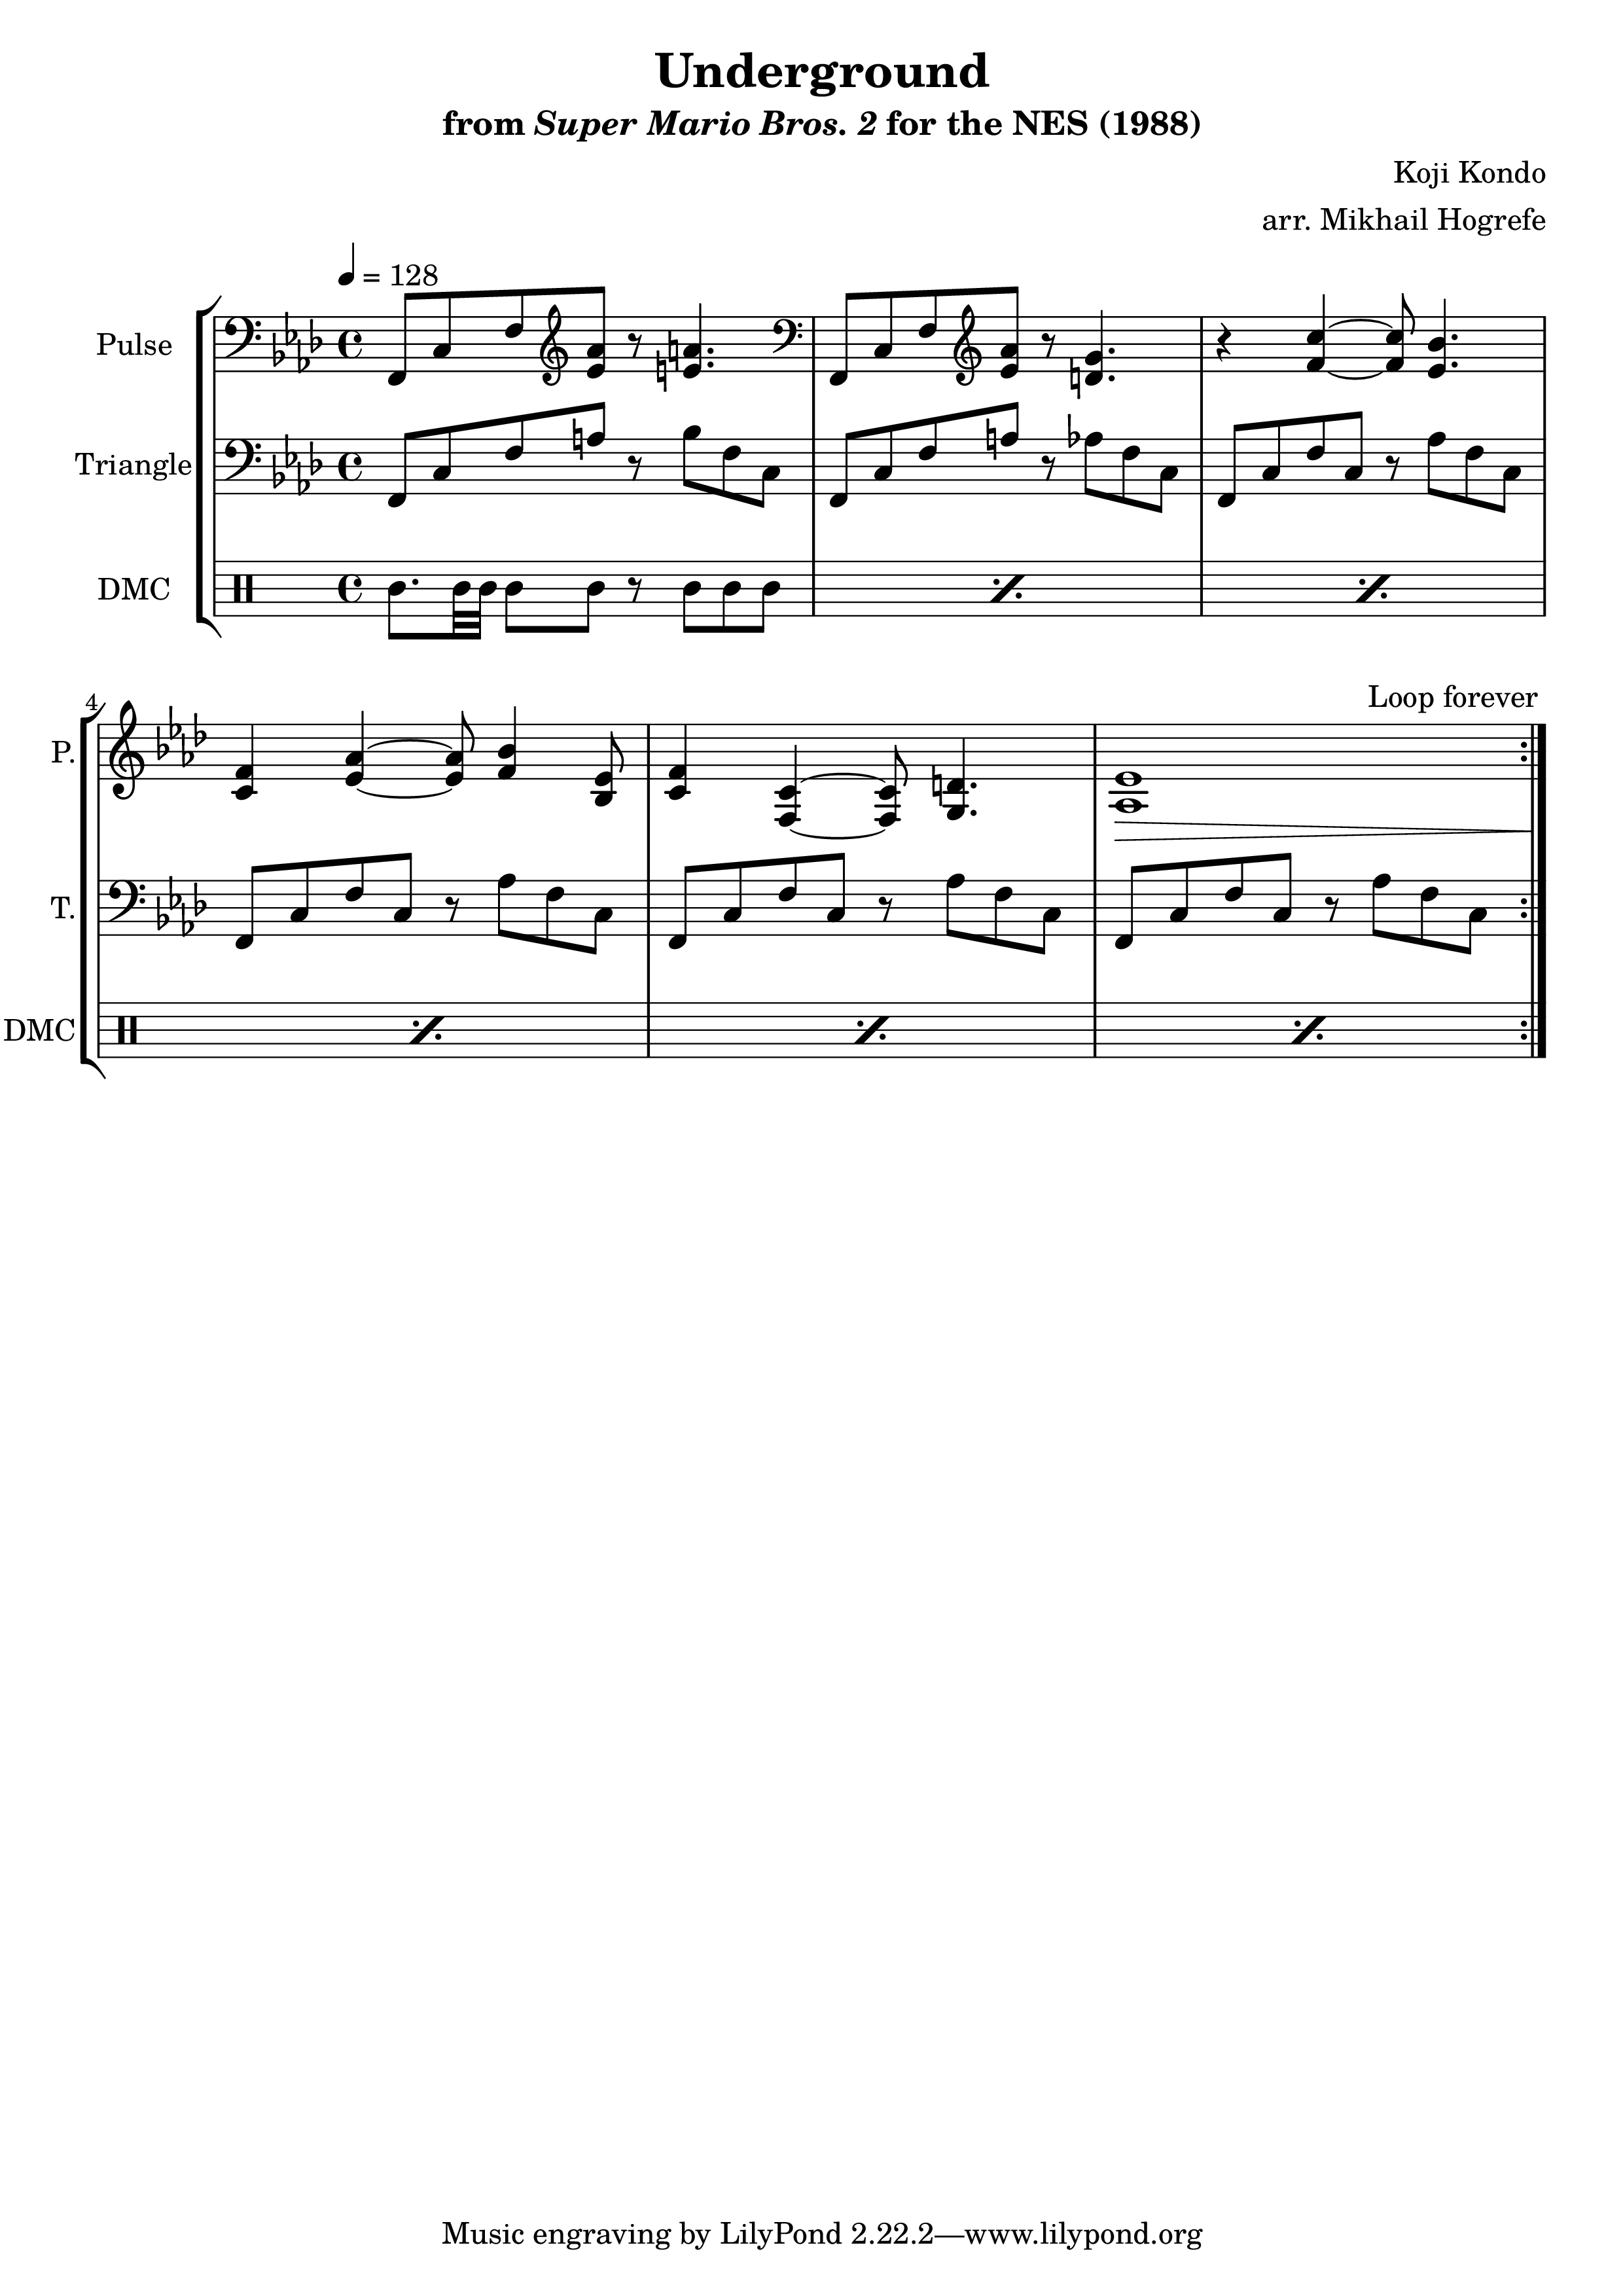 Underground
from Super Mario Bros. 2 for the NES (1988)
Koji Kondo
arr. Mikhail Hogrefe
= 128
Pulse
Triangle
DMC
4
Loop forever
P.
T.
DMC
Music engraving by LilyPond 2.22.2—www.lilypond.org